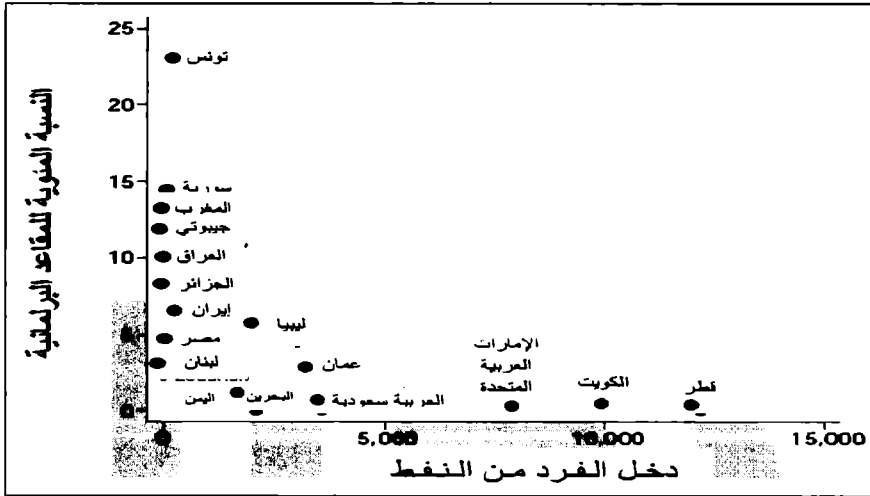 النسبة المئوية للمقاعد البرلمانية
25
تونس
20
15
سورية
المغرب
جيبوتي
10
العراق
الجزائر
إيران
5
ليبيا
مصر
الإمارات
العربية
المتحدة
لبنان
عمان
الكويت
قطر
اليمن
البحرين
العربية سعودية
0
0
5,000
10,000
15,000
دخل الفرد من النفط